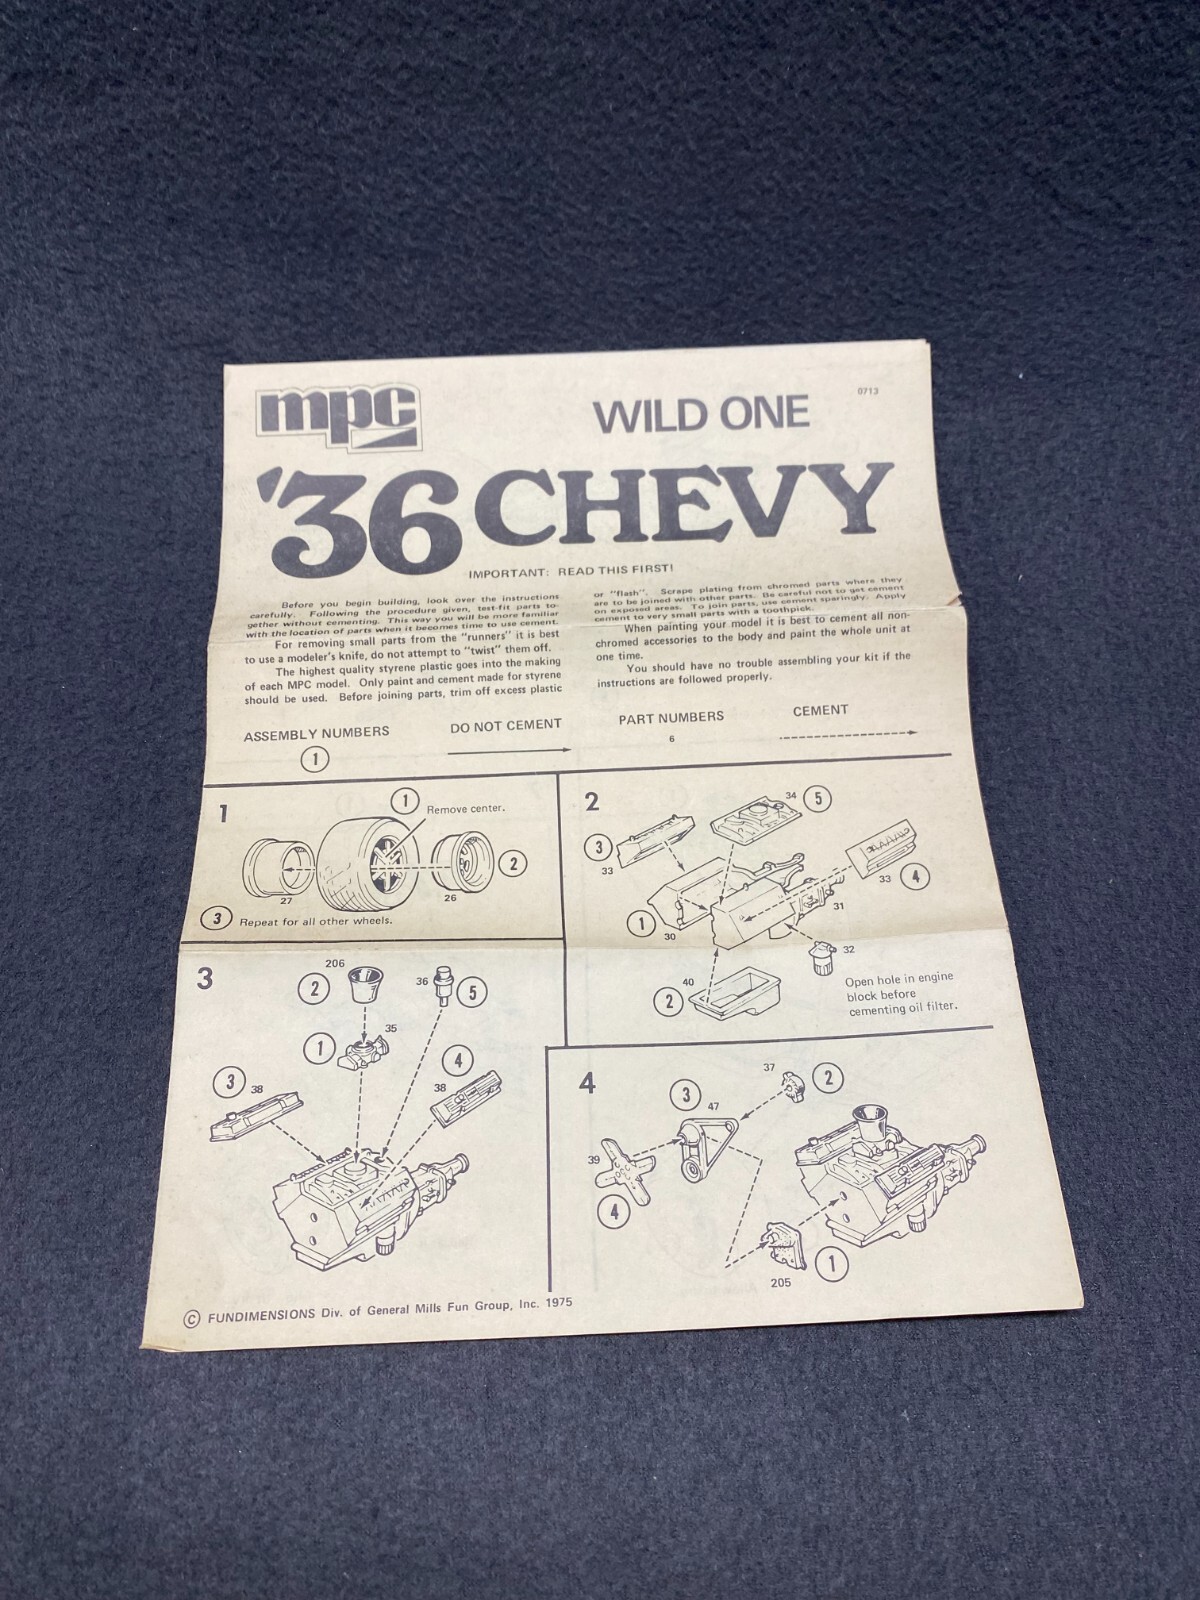 mpc
WILD ONE
0713
'36 CHEVY
IMPORTANT: READ THIS FIRST!
Before you begin building, look over the instructions
carefully. Following the procedure given, test-fit parts to-
gether without cementing. This way you will be more familiar
with the location of parts when it becomes time to use cement.
For removing small parts from the "runners" it is best
to use a modeler's knife, do not attempt to "twist" them off.
The highest quality styrene plastic goes into the making
of each MPC model. Only paint and cement made for styrene
should be used. Before joining parts, trim off excess plastic
or "flash". Scrape plating from chromed parts where they
are to be joined with other parts. Be careful not to get cement
on exposed areas. To join parts, use cement sparingly. Apply
cement to very small parts with a toothpick.
When painting your model it is best to cement all non-
chromed accessories to the body and paint the whole unit at
one time.
You should have no trouble assembling your kit if the
instructions are followed properly.
ASSEMBLY NUMBERS
1
DO NOT CEMENT
PART NUMBERS
6
CEMENT
1
1
Remove center.
2
27
26
3 Repeat for all other wheels.
2
34 5
3
33
33 4
1
30
31
32
40
2
Open hole in engine
block before
cementing oil filter.
3
206
2
36 5
35
1
4
38
3 38
4
37 2
3
47
39
4
1
205
© FUNDIMENSIONS Div. of General Mills Fun Group, Inc. 1975